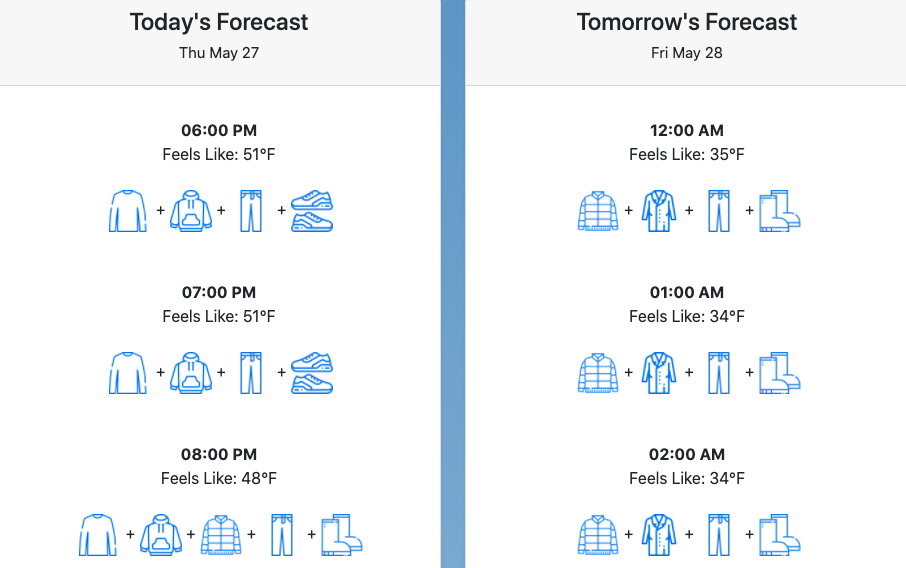 Today's Forecast
Thu May 27
06:00 PM
Feels Like: 51°F
+ + +
07:00 PM
Feels Like: 51°F
+ + +
08:00 PM
Feels Like: 48°F
+ + + +
Tomorrow's Forecast
Fri May 28
12:00 AM
Feels Like: 35°F
+ + +
01:00 AM
Feels Like: 34°F
+ + +
02:00 AM
Feels Like: 34°F
+ + +